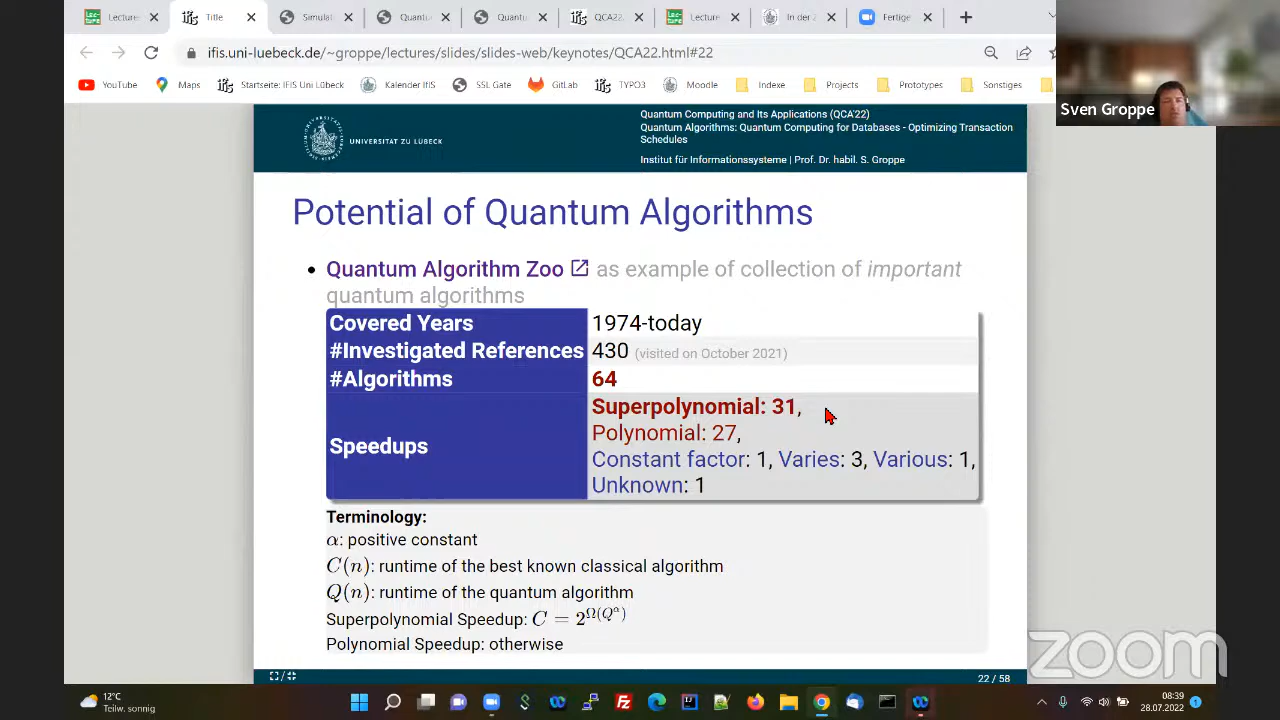 Lecture:
Title
Simulat
Quantu
Quantu
QCA22.
Lecture
In der 2
Fertige
ifis.uni-luebeck.de/~groppe/lectures/slides/slides-web/keynotes/QCA22.html#22
YouTube
Maps
Startseite: IFIS Uni Lübeck
Kalender IFIS
SSL Gate
GitLab
TYPO3
Moodle
Indexe
Projects
Prototypes
Sonstiges
Sven Groppe
UNIVERSITÄT ZU LÜBECK
Quantum Computing and Its Applications (QCA'22)
Quantum Algorithms: Quantum Computing for Databases - Optimizing Transaction
Schedules
Institut für Informationssysteme | Prof. Dr. habil. S. Groppe
Potential of Quantum Algorithms
• Quantum Algorithm Zoo as example of collection of important
quantum algorithms
Covered Years 1974-today
#Investigated References 430 (visited on October 2021)
#Algorithms 64
Speedups
Superpolynomial: 31,
Polynomial: 27,
Constant factor: 1, Varies: 3, Various: 1,
Unknown: 1
Terminology:
α: positive constant
C(n): runtime of the best known classical algorithm
Q(n): runtime of the quantum algorithm
Superpolynomial Speedup: C = 2^Ω(Q^α)
Polynomial Speedup: otherwise
22 / 58
zoom
12°C
Teilw. sonnig
08:39
28.07.2022